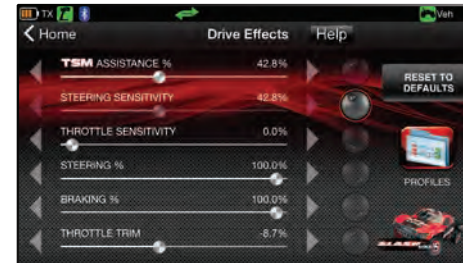 TX Veh
Home Drive Effects Help
TSM ASSISTANCE % 42.8%
STEERING SENSITIVITY 42.8%
THROTTLE SENSITIVITY 0.0%
STEERING % 100.0%
BRAKING % 100.0%
THROTTLE TRIM -8.7%
RESET TO
DEFAULTS
PROFILES
SLASH